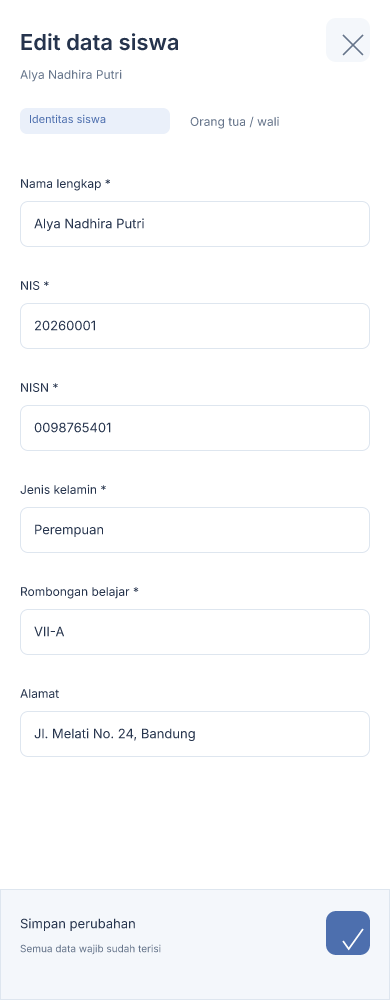 Edit data siswa
Alya Nadhira Putri
Identitas siswa
Orang tua / wali
Nama lengkap *
Alya Nadhira Putri
NIS *
20260001
NISN *
0098765401
Jenis kelamin *
Perempuan
Rombongan belajar *
VII-A
Alamat
Jl. Melati No. 24, Bandung
Simpan perubahan
Semua data wajib sudah terisi